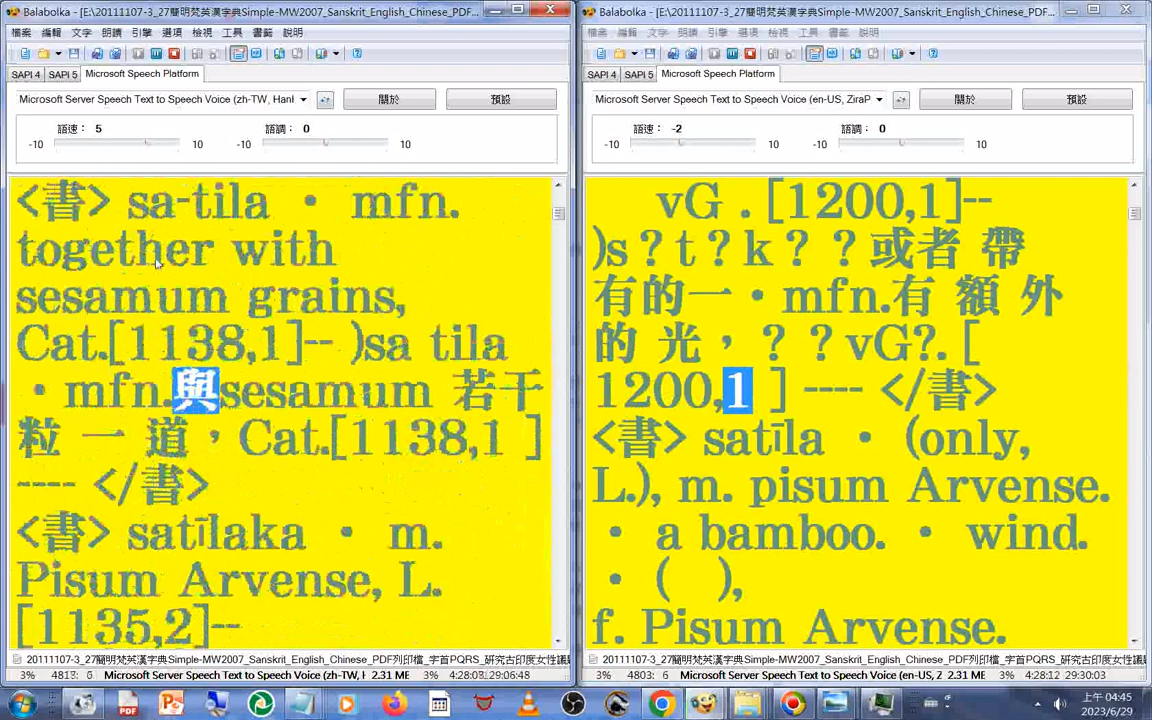 Balabolka - [E:\20111107-3_27簡明梵英漢字典Simple-MW2007_Sanskrit_English_Chinese_PDF...
檔案 編輯 文字 朗讀 引擎 選項 檢視 工具 書籤 說明
SAPI 4 SAPI 5 Microsoft Speech Platform
Microsoft Server Speech Text to Speech Voice (zh-TW, Hanl
關於
預設
語速： 5
語調： 0
-10 10 -10 10
<書> sa-tila • mfn.
together with
sesamum grains,
Cat.[1138,1]-- )sa tila
• mfn.與sesamum 若干
粒 一 道，Cat.[1138,1 ]
---- </書>
<書> satīlaka • m.
Pisum Arvense, L.
[1135,2]--
20111107-3_27簡明梵英漢字典Simple-MW2007_Sanskrit_English_Chinese_PDF列印檔_字首PQRS_研究古印度女性議
3% Microsoft Server Speech Text to Speech Voice (zh-TW, H 2.31 ME 3% 4:28:03 29:06:48
Balabolka - [E:\20111107-3_27簡明梵英漢字典Simple-MW2007_Sanskrit_English_Chinese_PDF...
檔案 編輯 文字 朗讀 引擎 選項 檢視 工具 書籤 說明
SAPI 4 SAPI 5 Microsoft Speech Platform
Microsoft Server Speech Text to Speech Voice (en-US, ZiraP
關於
預設
語速： -2
語調： 0
-10 10 -10 10
vG . [1200,1]--
)s？t？k？？或者 帶
有的一•mfn.有 額 外
的 光，？？vG?. [
1200,1 ] ---- </書>
<書> satīla • (only,
L.), m. pisum Arvense.
• a bamboo. • wind.
• ( ),
f. Pisum Arvense.
20111107-3_27簡明梵英漢字典Simple-MW2007_Sanskrit_English_Chinese_PDF列印檔_字首PQRS_研究古印度女性議
3% Microsoft Server Speech Text to Speech Voice (en-US, Z 2.31 ME 3% 4:28:12 29:30:03
PDF
上午 04:45
2023/6/29